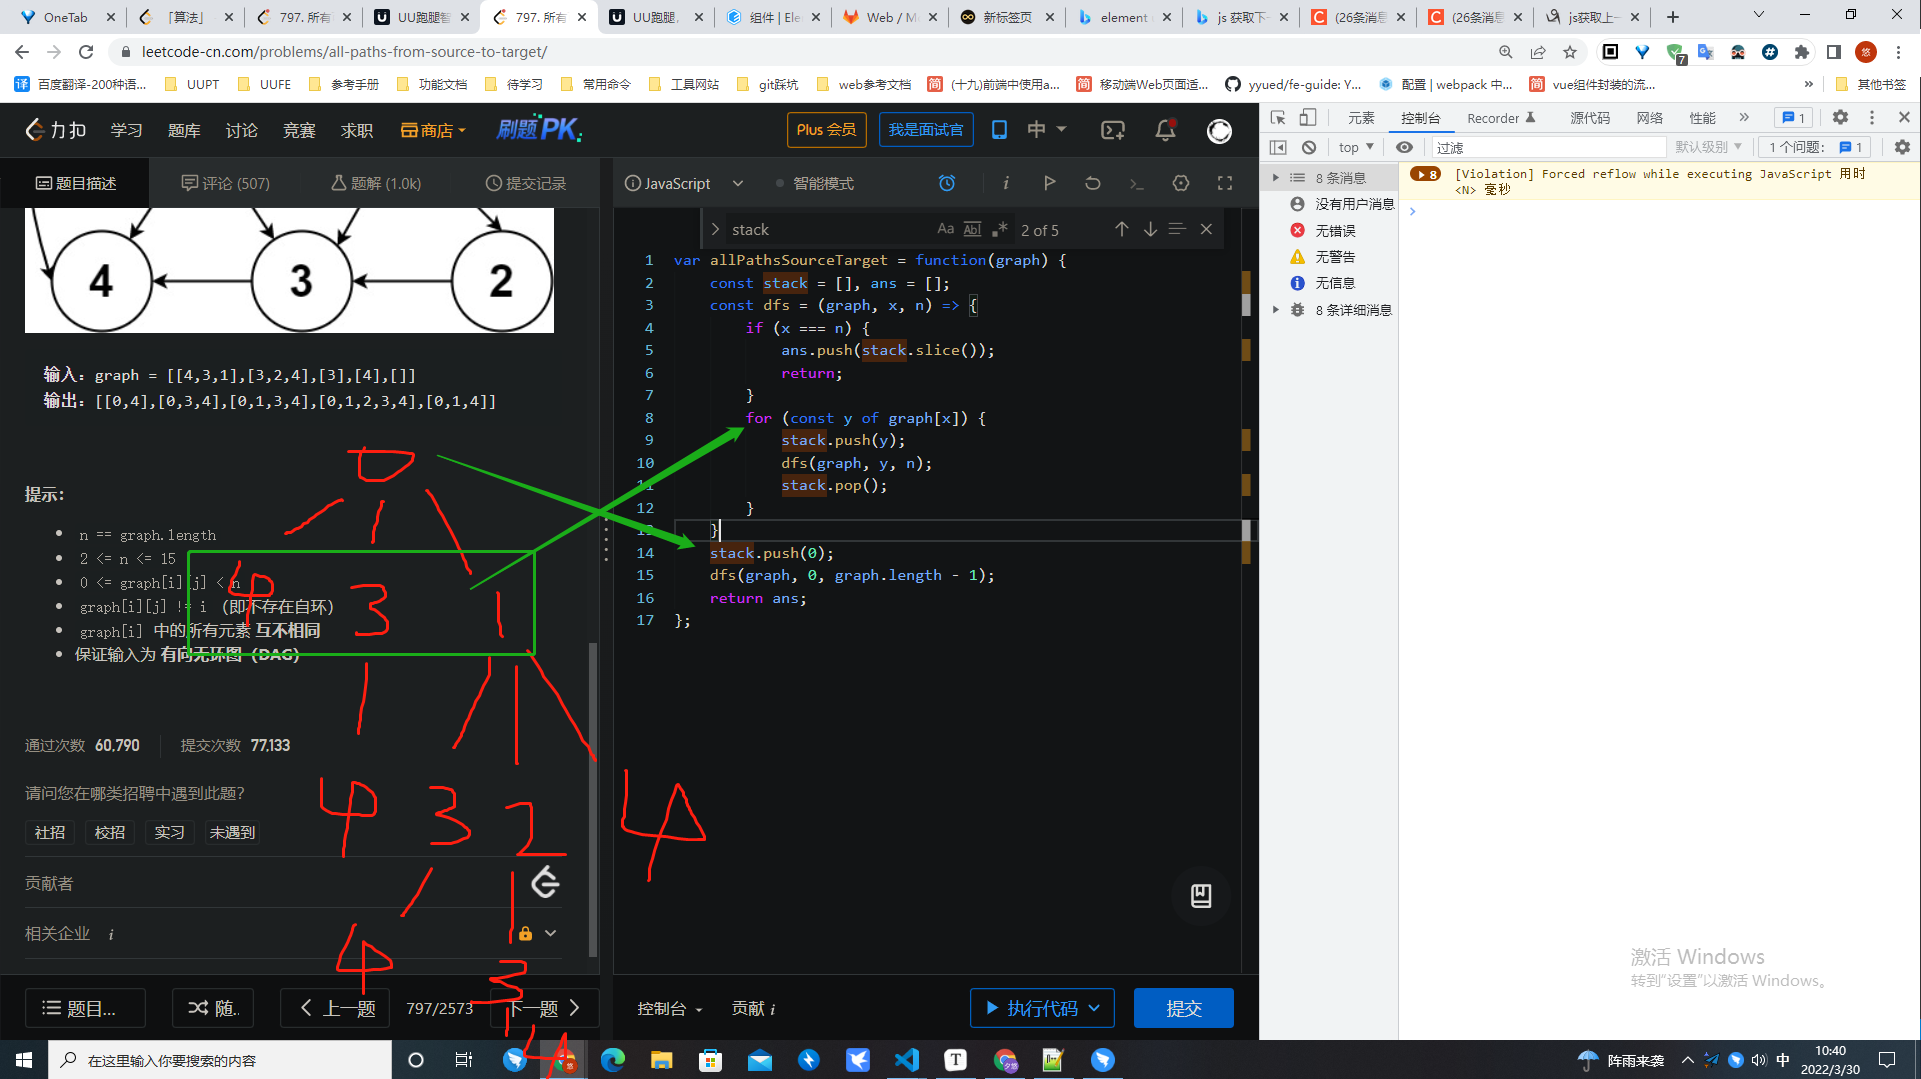 OneTab
「算法」
797. 所有
UU跑腿智
797. 所有
UU跑腿.
组件 | Ele
Web / M
新标签页
element
js 获取下
(26条消息
(26条消息
js获取上
leetcode-cn.com/problems/all-paths-from-source-to-target/
7
悠
百度翻译-200种语...
UUPT
UUFE
参考手册
功能文档
待学习
常用命令
工具网站
git踩坑
web参考文档
(十九)前端中使用a...
移动端Web页面适...
yyued/fe-guide: Y...
配置 | webpack 中...
vue组件封装的流...
»
其他书签
力扣
学习
题库
讨论
竞赛
求职
商店
刷题PK
Plus 会员
我是面试官
中
题目描述
评论 (507)
题解 (1.0k)
提交记录
JavaScript
智能模式
4
3
2
输入：graph = [[4,3,1],[3,2,4],[3],[4],[]]
输出：[[0,4],[0,3,4],[0,1,3,4],[0,1,2,3,4],[0,1,4]]
提示：
n == graph.length
2 <= n <= 15
0 <= graph[i][j] < n
graph[i][j] != i （即不存在自环）
graph[i] 中的所有元素 互不相同
保证输入为 有向无环图（DAG）
0
4 3 1
4 3 2 4
4 3
4
通过次数 60,790
提交次数 77,133
请问您在哪类招聘中遇到此题？
社招
校招
实习
未遇到
贡献者
相关企业 i
题目...
随..
上一题
797/2573
下一题
stack
Aa
Abl
2 of 5
1 var allPathsSourceTarget = function(graph) {
2 const stack = [], ans = [];
3 const dfs = (graph, x, n) => {
4 if (x === n) {
5 ans.push(stack.slice());
6 return;
7 }
8 for (const y of graph[x]) {
9 stack.push(y);
10 dfs(graph, y, n);
11 stack.pop();
12 }
13 }
14 stack.push(0);
15 dfs(graph, 0, graph.length - 1);
16 return ans;
17 };
控制台
贡献 i
执行代码
提交
元素
控制台
Recorder
源代码
网络
性能
»
1
top
过滤
默认级别
1 个问题：
1
8 条消息
没有用户消息
无错误
无警告
无信息
8 条详细消息
8
[Violation] Forced reflow while executing JavaScript 用时
<N> 毫秒
激活 Windows
转到“设置”以激活 Windows。
在这里输入你要搜索的内容
阵雨来袭
中
10:40
2022/3/30